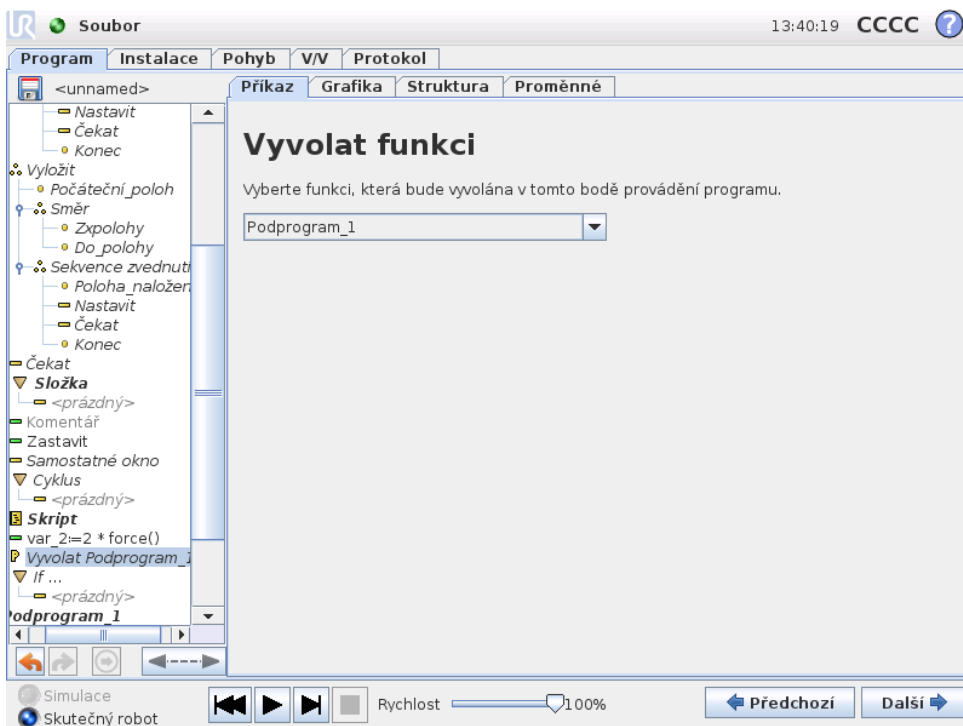 UR Soubor 13:40:19 CCCC ?
Program Instalace Pohyb V/V Protokol
<unnamed>
Příkaz Grafika Struktura Proměnné
Nastavit
Čekat
Konec
Vyložit
Počáteční_poloh
Směr
Zxpolohy
Do_polohy
Sekvence zvednutí
Poloha_naložen
Nastavit
Čekat
Konec
Čekat
Složka
<prázdný>
Komentář
Zastavit
Samostatné okno
Cyklus
<prázdný>
Skript
var_2:=2 * force()
Vyvolat Podprogram_1
If ...
<prázdný>
Podprogram_1
Vyvolat funkci
Vyberte funkci, která bude vyvolána v tomto bodě provádění programu.
Podprogram_1
Simulace
Skutečný robot
Rychlost 100%
Předchozí Další